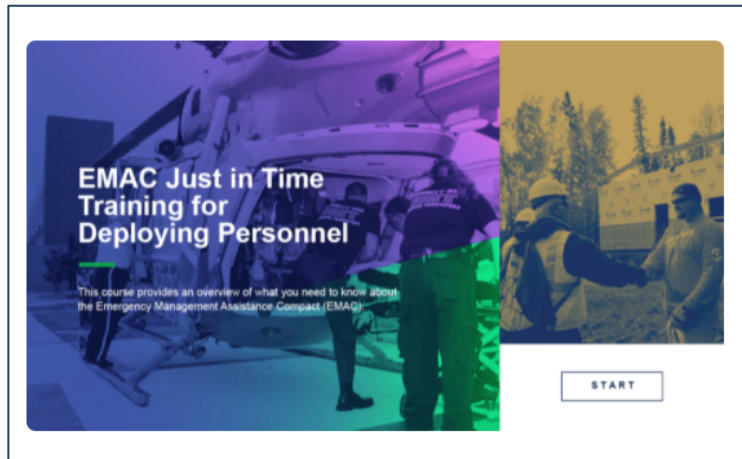 EMAC Just in Time
Training for
Deploying Personnel
This course provides an overview of what you need to know about
the Emergency Management Assistance Compact (EMAC)
START